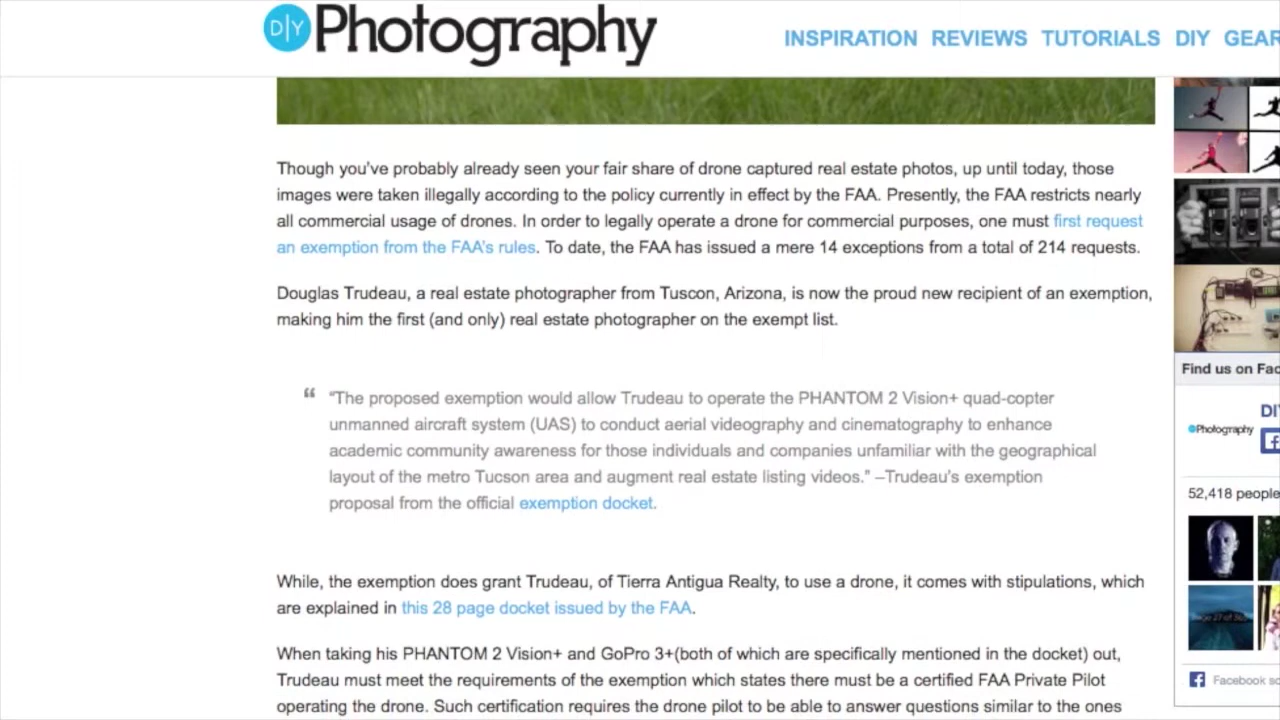 DIY Photography
INSPIRATION REVIEWS TUTORIALS DIY GEAR
Though you've probably already seen your fair share of drone captured real estate photos, up until today, those
images were taken illegally according to the policy currently in effect by the FAA. Presently, the FAA restricts nearly
all commercial usage of drones. In order to legally operate a drone for commercial purposes, one must first request
an exemption from the FAA's rules. To date, the FAA has issued a mere 14 exceptions from a total of 214 requests.
Douglas Trudeau, a real estate photographer from Tuscon, Arizona, is now the proud new recipient of an exemption,
making him the first (and only) real estate photographer on the exempt list.
“ “The proposed exemption would allow Trudeau to operate the PHANTOM 2 Vision+ quad-copter
unmanned aircraft system (UAS) to conduct aerial videography and cinematography to enhance
academic community awareness for those individuals and companies unfamiliar with the geographical
layout of the metro Tucson area and augment real estate listing videos.” –Trudeau's exemption
proposal from the official exemption docket.
While, the exemption does grant Trudeau, of Tierra Antigua Realty, to use a drone, it comes with stipulations, which
are explained in this 28 page docket issued by the FAA.
When taking his PHANTOM 2 Vision+ and GoPro 3+(both of which are specifically mentioned in the docket) out,
Trudeau must meet the requirements of the exemption which states there must be a certified FAA Private Pilot
operating the drone. Such certification requires the drone pilot to be able to answer questions similar to the ones
Find us on Fac
DI
Photography
52,418 people
Facebook so